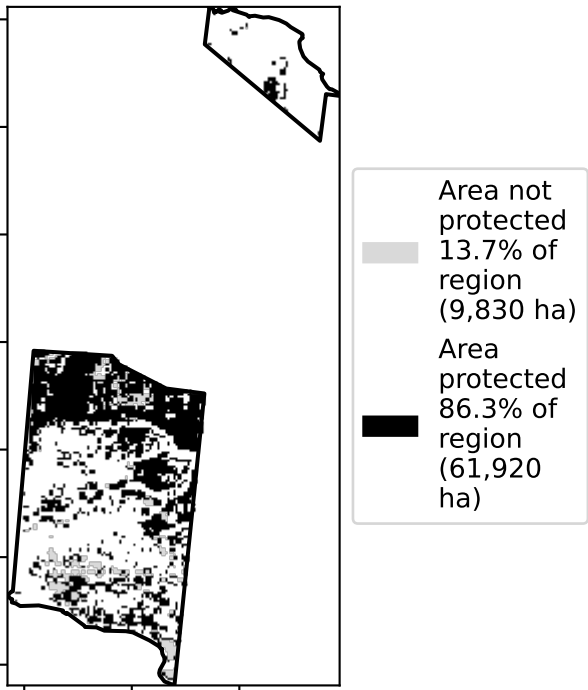 Area not
protected
13.7% of
region
(9,830 ha)
Area
protected
86.3% of
region
(61,920
ha)